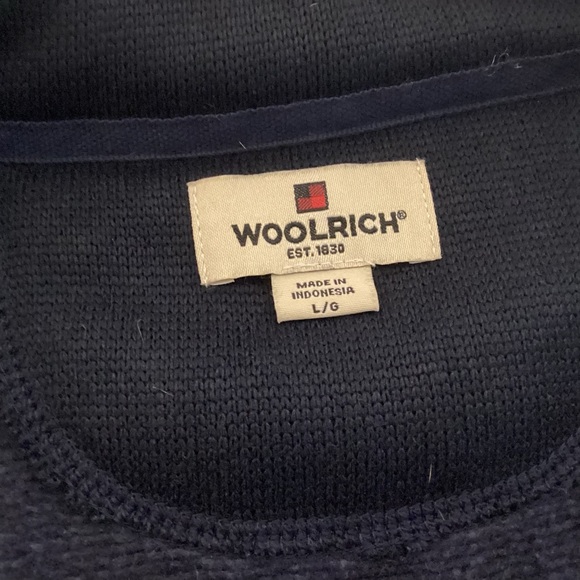 WOOLRICH®
EST. 1830
MADE IN
INDONESIA
L/G